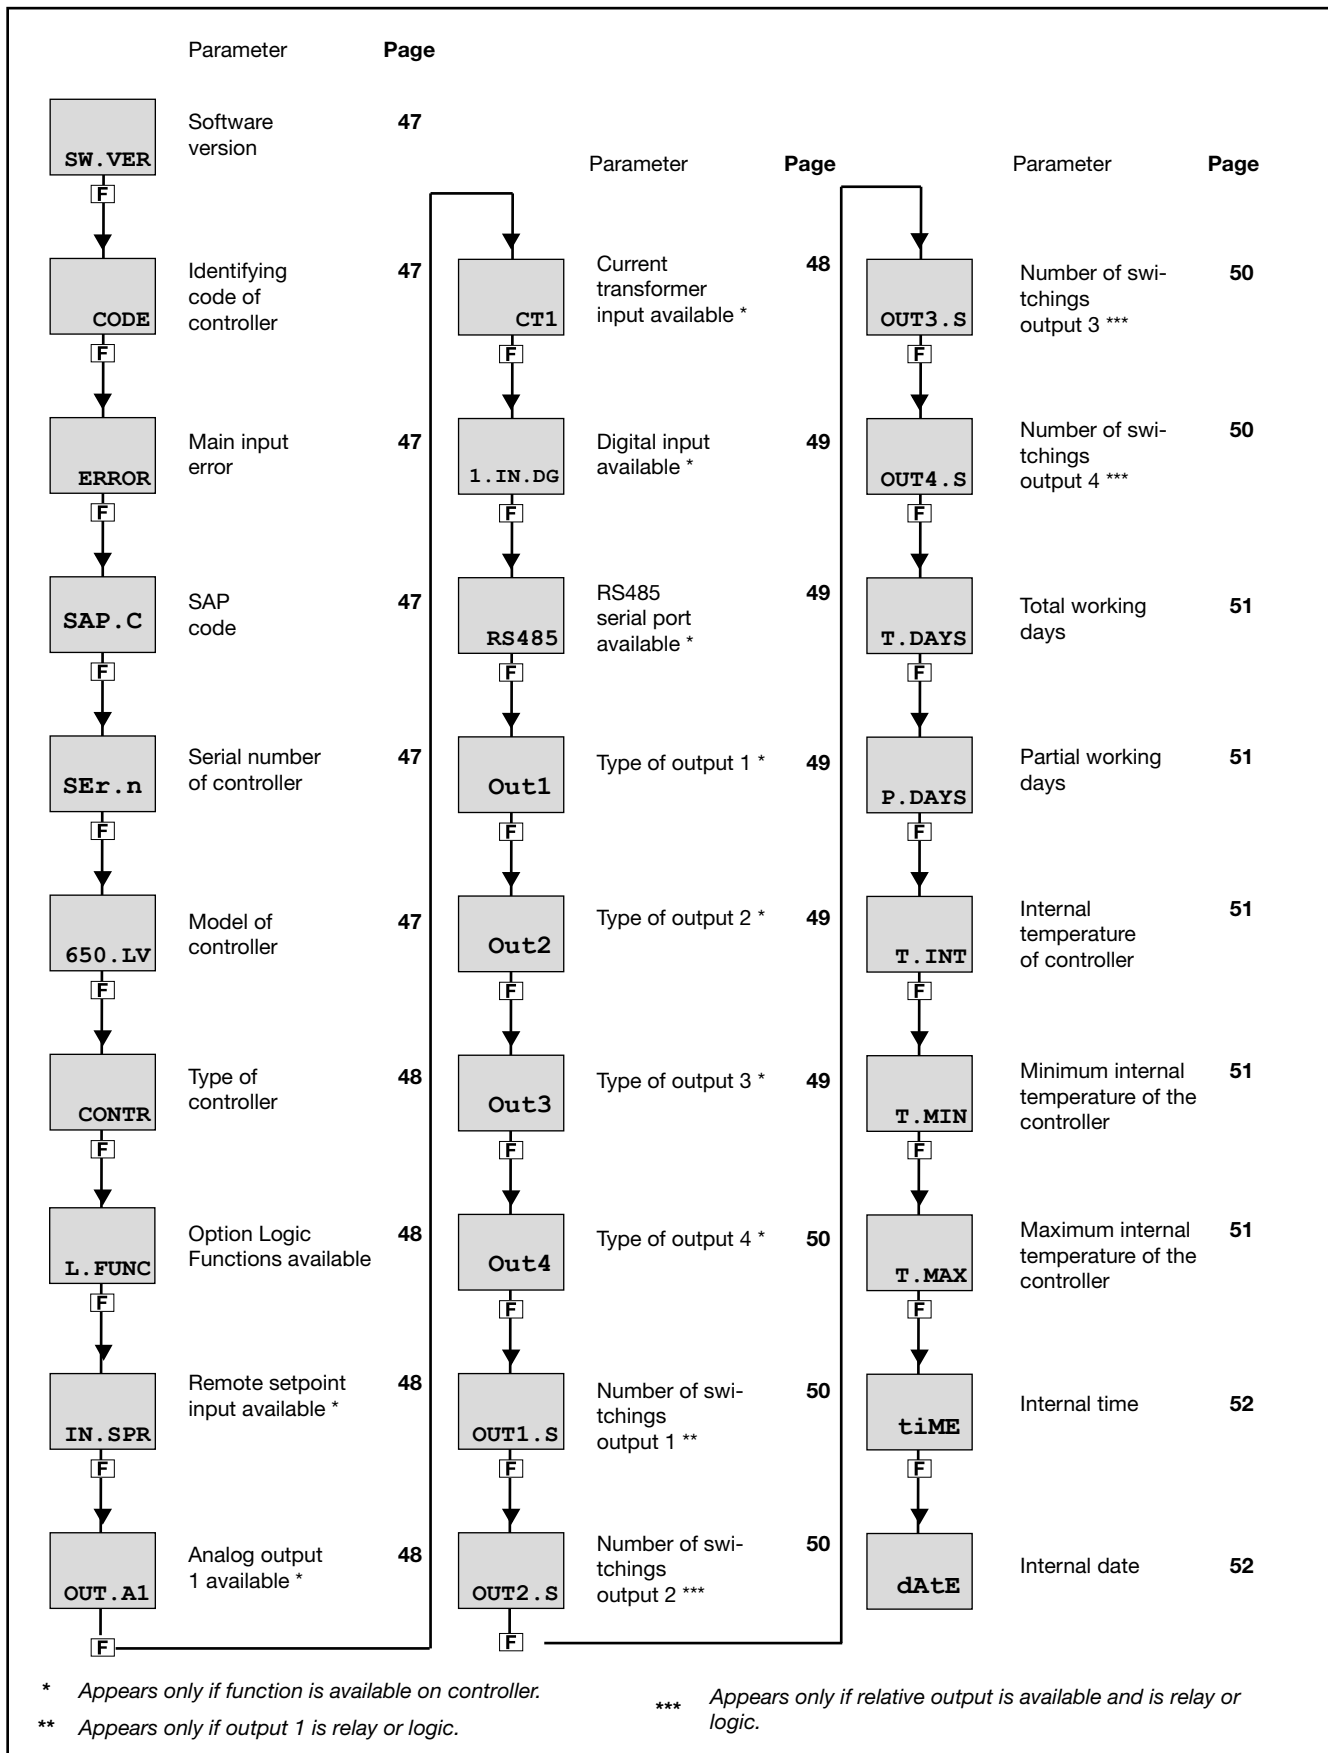 Parameter Page
SW.VER
Software
version
47
F
CODE
Identifying
code of
controller
47
F
ERROR
Main input
error
47
F
SAP.C
SAP
code
47
F
SEr.n
Serial number
of controller
47
F
650.LV
Model of
controller
47
F
CONTR
Type of
controller
48
F
L.FUNC
Option Logic
Functions available
48
F
IN.SPR
Remote setpoint
input available *
48
F
OUT.A1
Analog output
1 available *
48
F
Parameter Page
CT1
Current
transformer
input available *
48
F
1.IN.DG
Digital input
available *
49
F
RS485
RS485
serial port
available *
49
F
Out1
Type of output 1 *
49
F
Out2
Type of output 2 *
49
F
Out3
Type of output 3 *
49
F
Out4
Type of output 4 *
50
F
OUT1.S
Number of swi-
tchings
output 1 **
50
F
OUT2.S
Number of swi-
tchings
output 2 ***
50
F
Parameter Page
OUT3.S
Number of swi-
tchings
output 3 ***
50
F
OUT4.S
Number of swi-
tchings
output 4 ***
50
F
T.DAYS
Total working
days
51
F
P.DAYS
Partial working
days
51
F
T.INT
Internal
temperature
of controller
51
F
T.MIN
Minimum internal
temperature of the
controller
51
F
T.MAX
Maximum internal
temperature of the
controller
51
F
tiME
Internal time
52
F
dAtE
Internal date
52
* Appears only if function is available on controller.
** Appears only if output 1 is relay or logic.
*** Appears only if relative output is available and is relay or
logic.